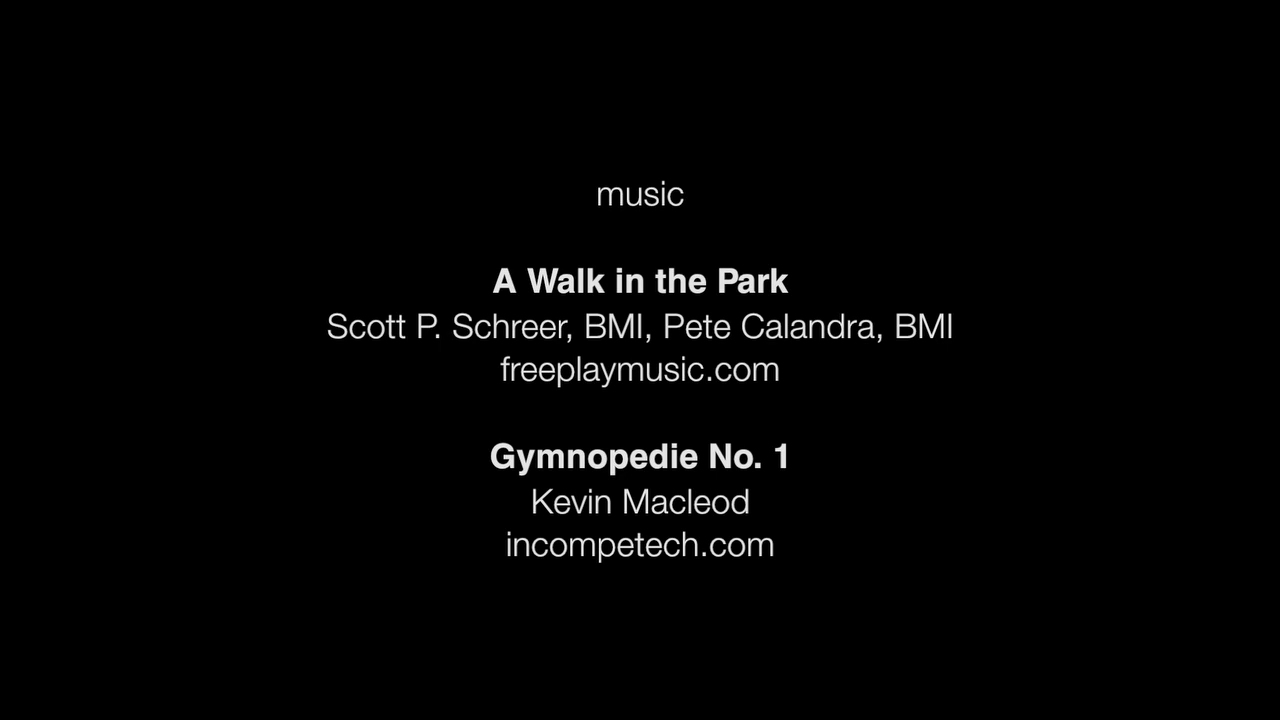 music
A Walk in the Park
Scott P. Schreer, BMI, Pete Calandra, BMI
freeplaymusic.com
Gymnopedie No. 1
Kevin Macleod
incompetech.com